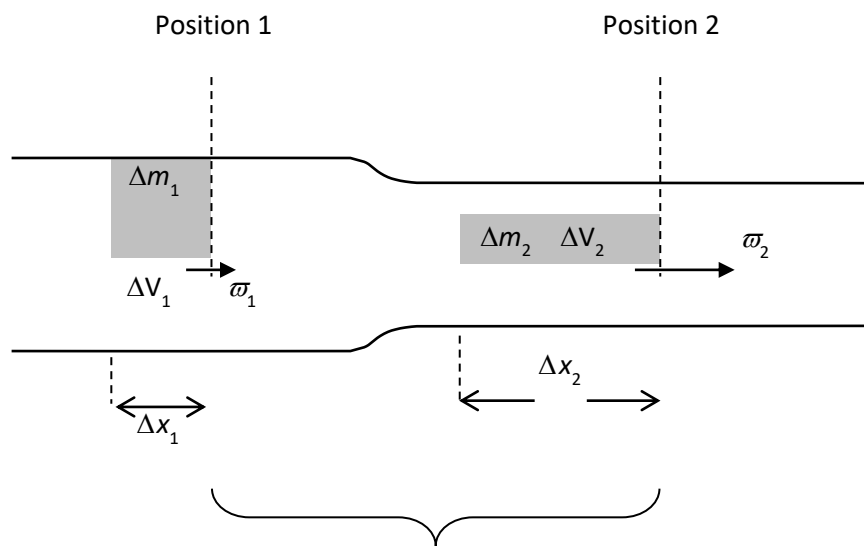 Position 1
Position 2
Δm₁
Δm₂ ΔV₂
ϖ₂
ΔV₁
ϖ₁
Δx₂
Δx₁